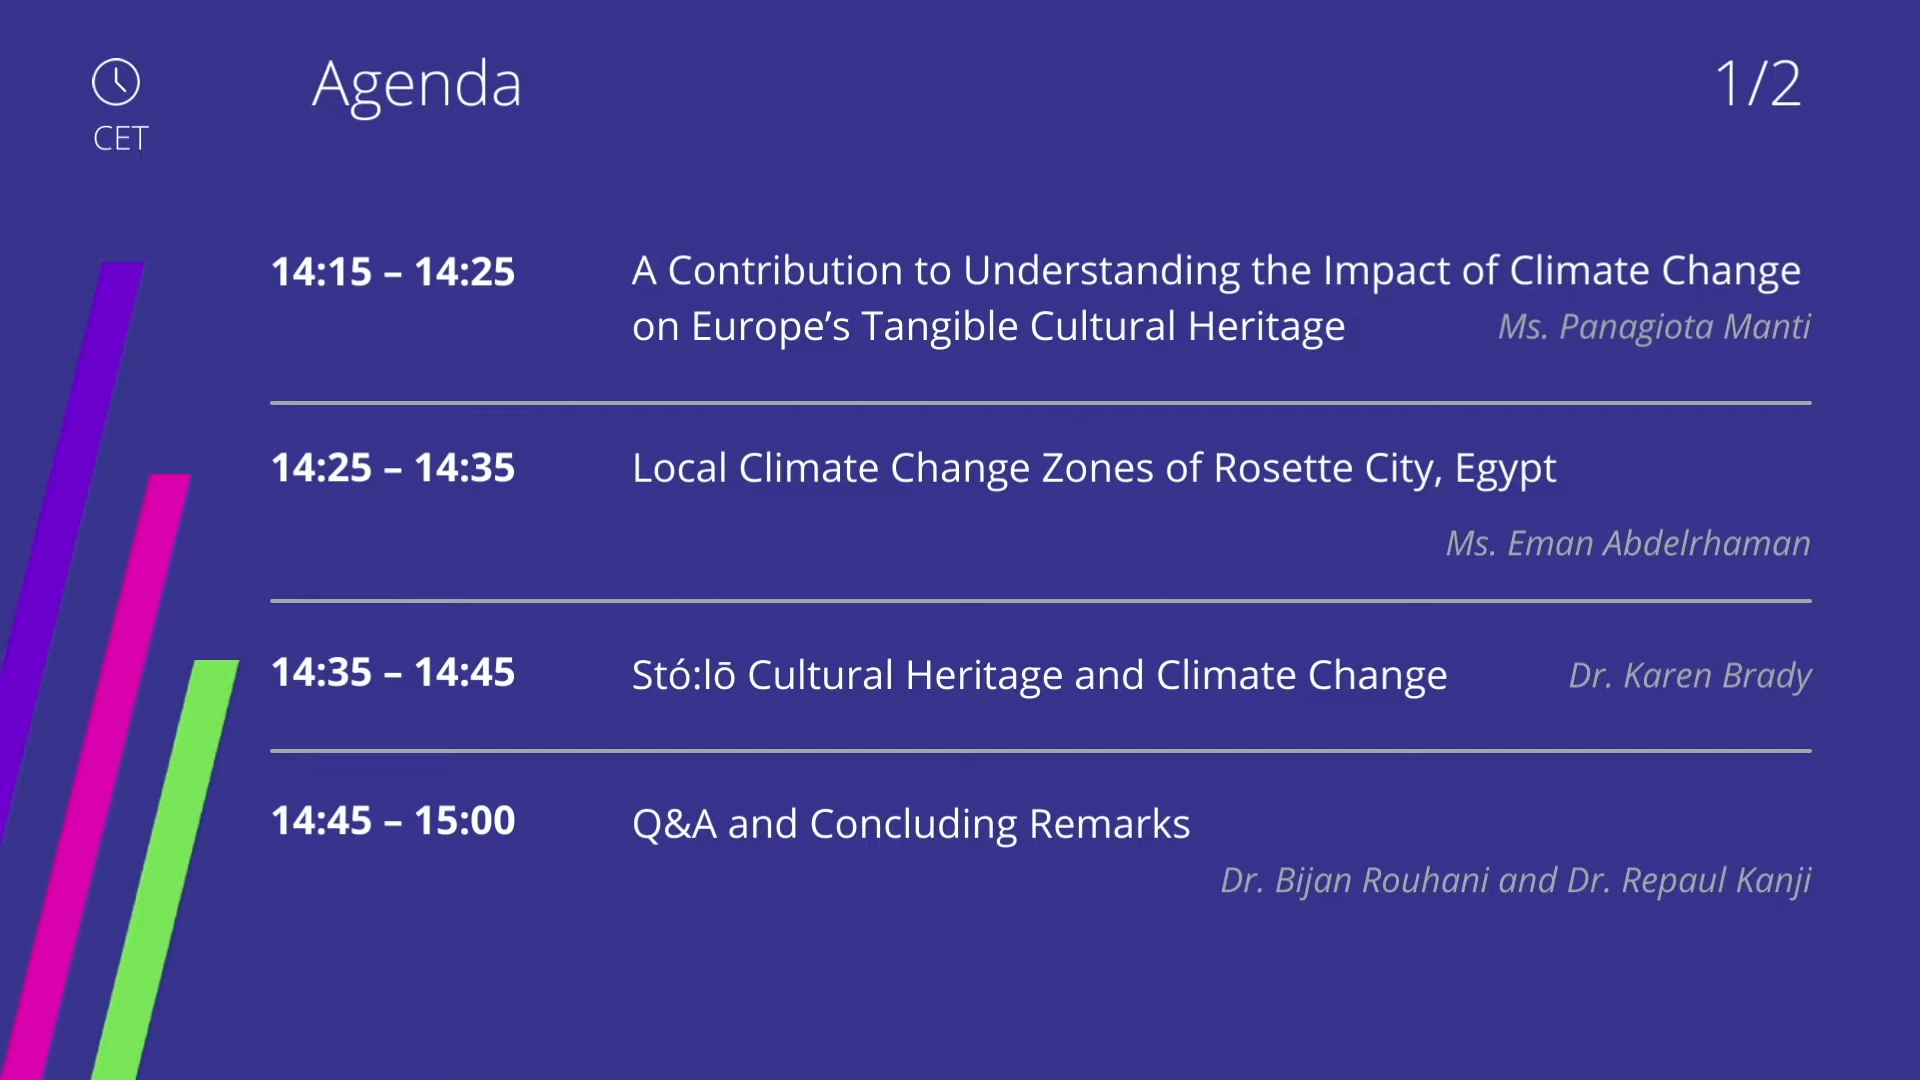 CET
Agenda
1/2
14:15 – 14:25
A Contribution to Understanding the Impact of Climate Change
on Europe’s Tangible Cultural Heritage
Ms. Panagiota Manti
14:25 – 14:35
Local Climate Change Zones of Rosette City, Egypt
Ms. Eman Abdelrhaman
14:35 – 14:45
Stó:lō Cultural Heritage and Climate Change
Dr. Karen Brady
14:45 – 15:00
Q&A and Concluding Remarks
Dr. Bijan Rouhani and Dr. Repaul Kanji